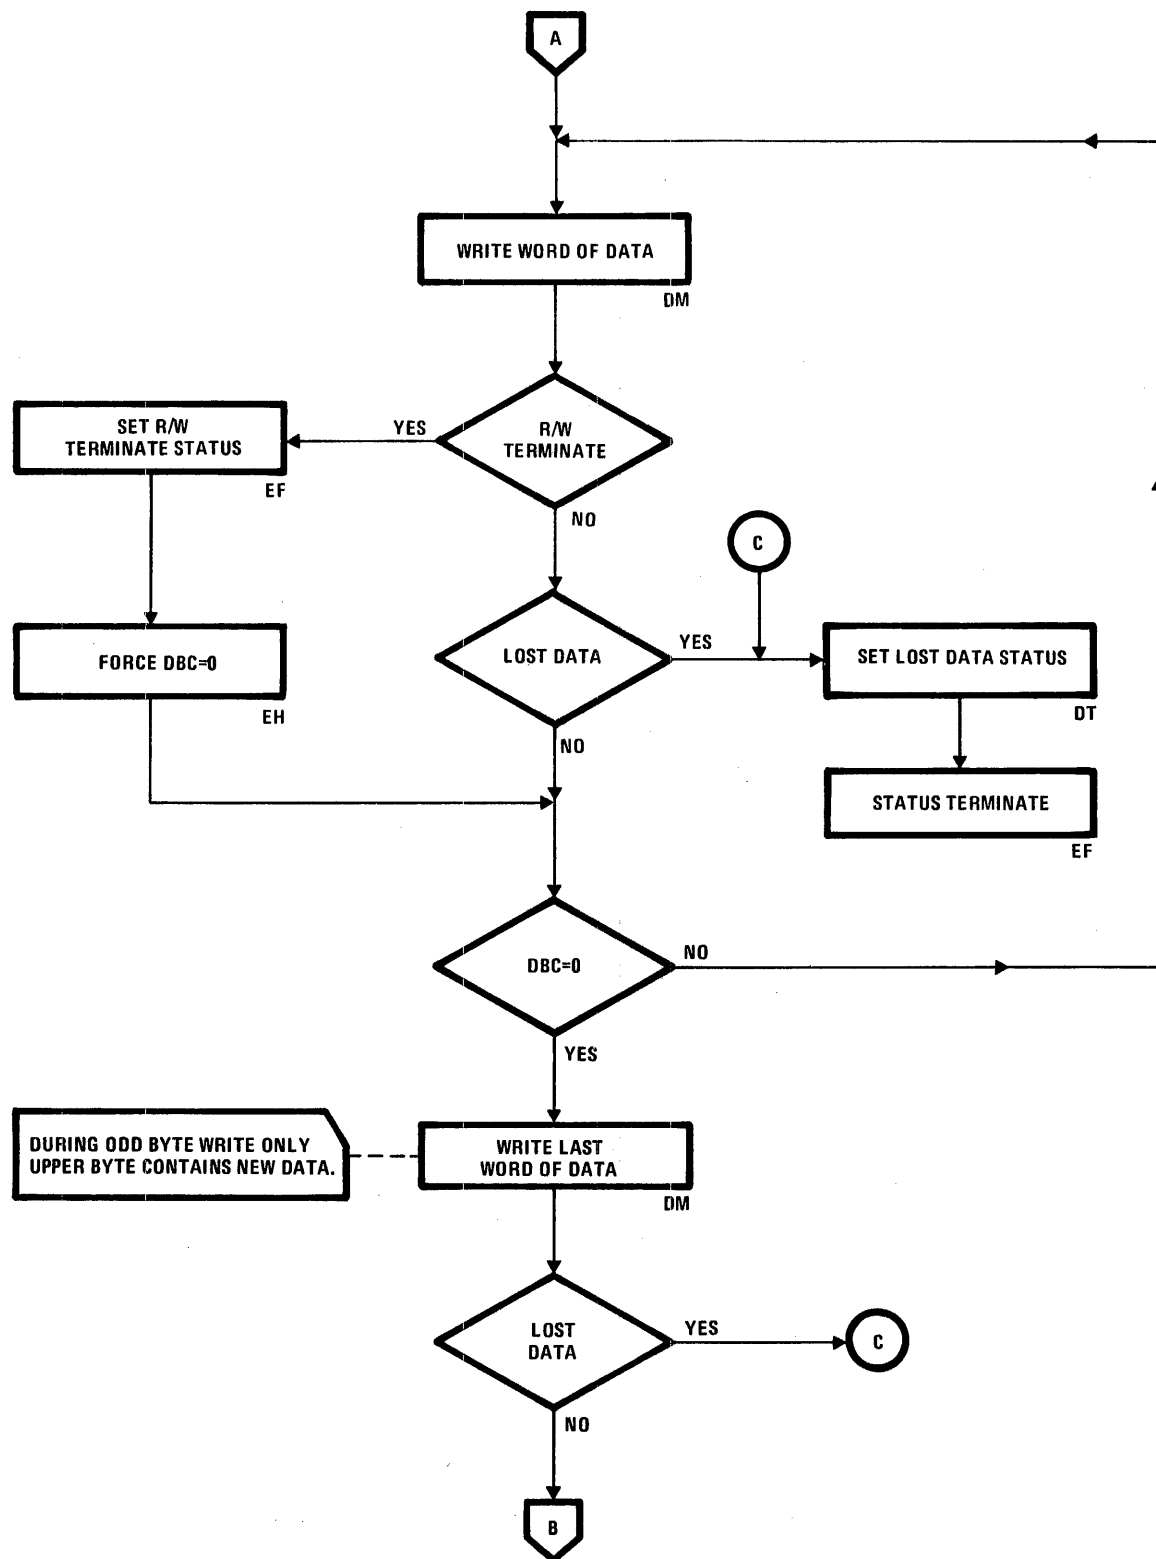 A
WRITE WORD OF DATA
DM
SET R/W
TERMINATE STATUS
EF
YES
R/W
TERMINATE
NO
C
FORCE DBC=0
EH
LOST DATA
YES
SET LOST DATA STATUS
DT
NO
STATUS TERMINATE
EF
DBC=0
NO
YES
DURING ODD BYTE WRITE ONLY
UPPER BYTE CONTAINS NEW DATA.
WRITE LAST
WORD OF DATA
DM
LOST
DATA
YES
C
NO
B